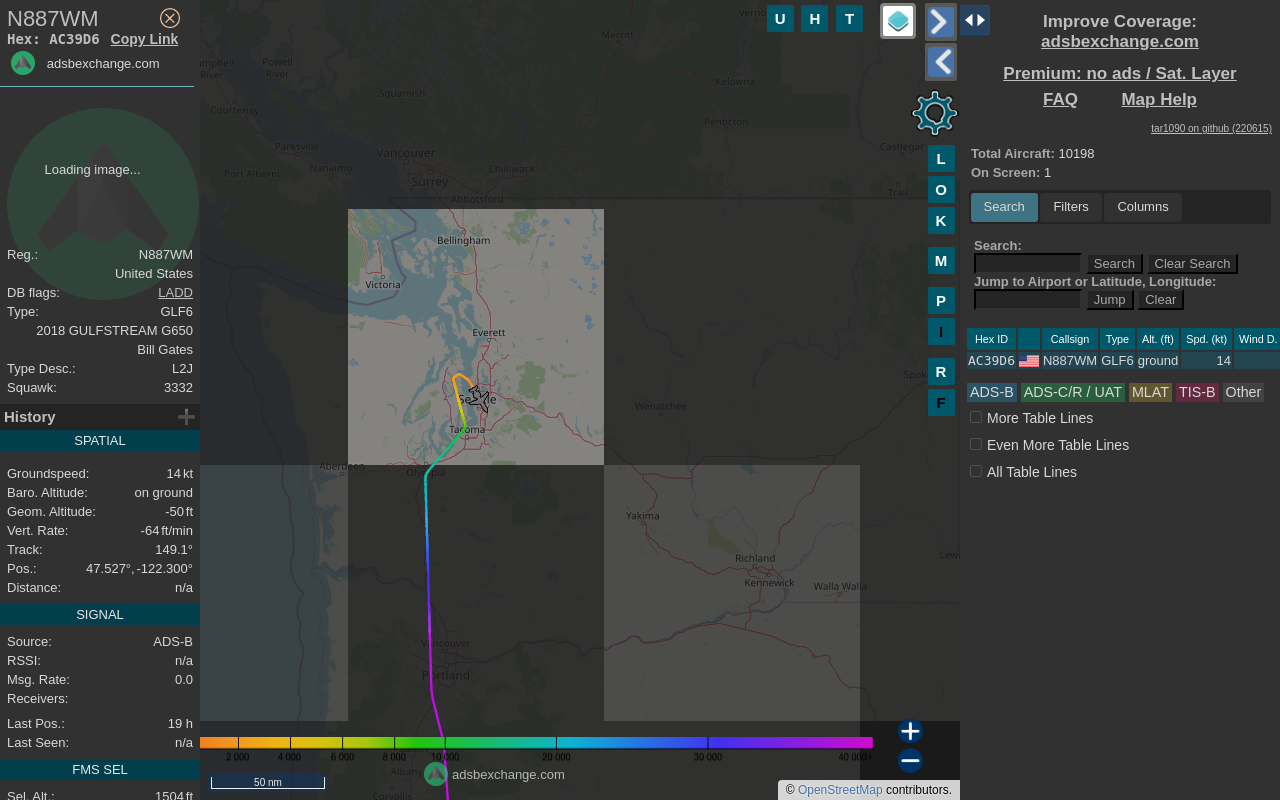 N887WM
Hex: AC39D6 Copy Link
adsbexchange.com
Loading image...
Reg.: N887WM
United States
DB flags: LADD
Type: GLF6
2018 GULFSTREAM G650
Bill Gates
Type Desc.: L2J
Squawk: 3332
History
SPATIAL
Groundspeed: 14 kt
Baro. Altitude: on ground
Geom. Altitude: -50 ft
Vert. Rate: -64 ft/min
Track: 149.1°
Pos.: 47.527°, -122.300°
Distance: n/a
SIGNAL
Source: ADS-B
RSSI: n/a
Msg. Rate: 0.0
Receivers:
Last Pos.: 19 h
Last Seen: n/a
FMS SEL
Sel. Alt.: 1504 ft
U H T
Merritt
Powell
River
River
Kelowna
Squamish
Courtenay
Penticton
Parksville
Vancouver
Castlegar
Nanaimo
Chilliwack
Port Alberni
Surrey
Trail
Abbotsford
Bellingham
Victoria
Everett
Seattle
Wenatchee
Tacoma
Aberdeen
Olympia
Yakima
Richland
Kennewick
Walla Walla
Vancouver
Portland
Corvallis
L
O
K
M
P
I
R
F
2 000 4 000 6 000 8 000 10 000 20 000 30 000 40 000+
adsbexchange.com
50 nm
© OpenStreetMap contributors.
Improve Coverage:
adsbexchange.com
Premium: no ads / Sat. Layer
FAQ Map Help
tar1090 on github (220615)
Total Aircraft: 10198
On Screen: 1
Search Filters Columns
Search:
Search Clear Search
Jump to Airport or Latitude, Longitude:
Jump Clear
Hex ID Callsign Type Alt. (ft) Spd. (kt) Wind D.
AC39D6 N887WM GLF6 ground 14
ADS-B ADS-C/R / UAT MLAT TIS-B Other
More Table Lines
Even More Table Lines
All Table Lines